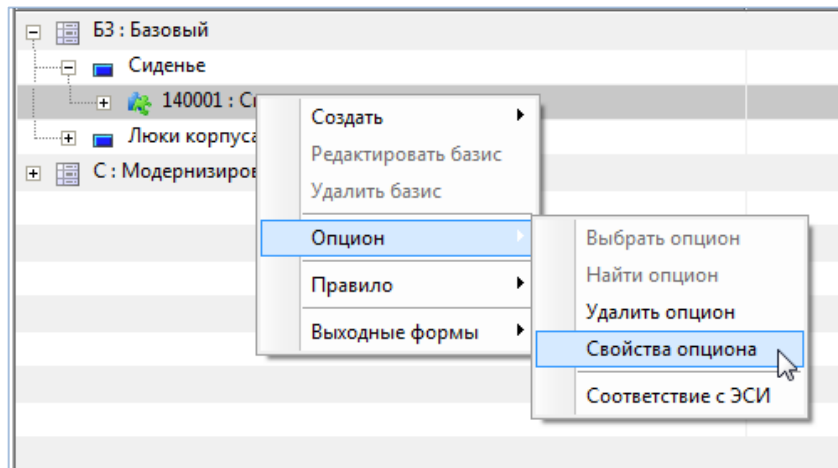 Б3 : Базовый
Сиденье
140001 :
Люки корпуса
С : Модернизиров
Создать
Редактировать базис
Удалить базис
Опцион
Правило
Выходные формы
Выбрать опцион
Найти опцион
Удалить опцион
Свойства опциона
Соответствие с ЭСИ